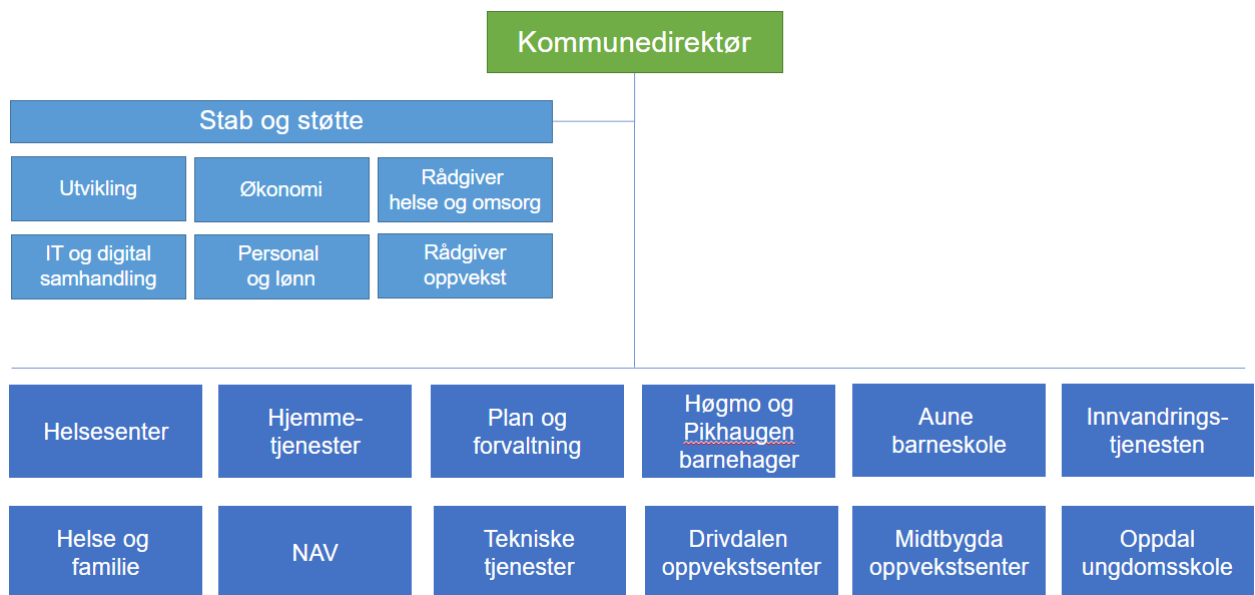 Kommunedirektør
Stab og støtte
Utvikling
Økonomi
Rådgiver
helse og omsorg
IT og digital
samhandling
Personal
og lønn
Rådgiver
oppvekst
Helsesenter
Hjemme-
tjenester
Plan og
forvaltning
Høgmo og
Pikhaugen
barnehager
Aune
barneskole
Innvandrings-
tjenesten
Helse og
familie
NAV
Tekniske
tjenester
Drivdalen
oppvekstsenter
Midtbygda
oppvekstsenter
Oppdal
ungdomsskole